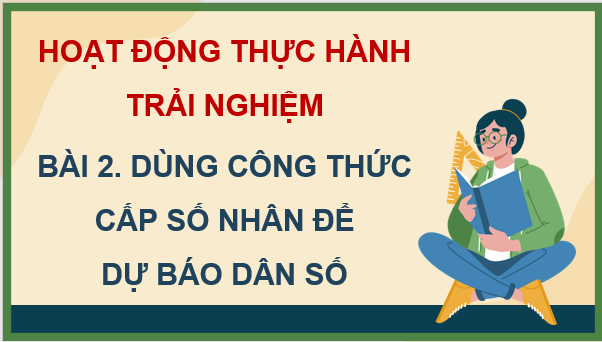 HOẠT ĐỘNG THỰC HÀNH
TRẢI NGHIỆM
BÀI 2. DÙNG CÔNG THỨC
CẤP SỐ NHÂN ĐỂ
DỰ BÁO DÂN SỐ